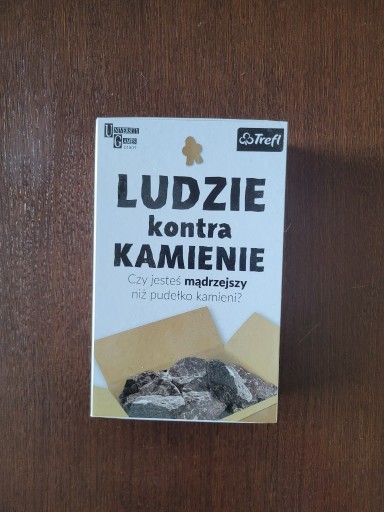 UNIVERSITY
GAMES
Trefl
LUDZIE
kontra
KAMIENIE
Czy jesteś mądrzejszy
niż pudełko kamieni?